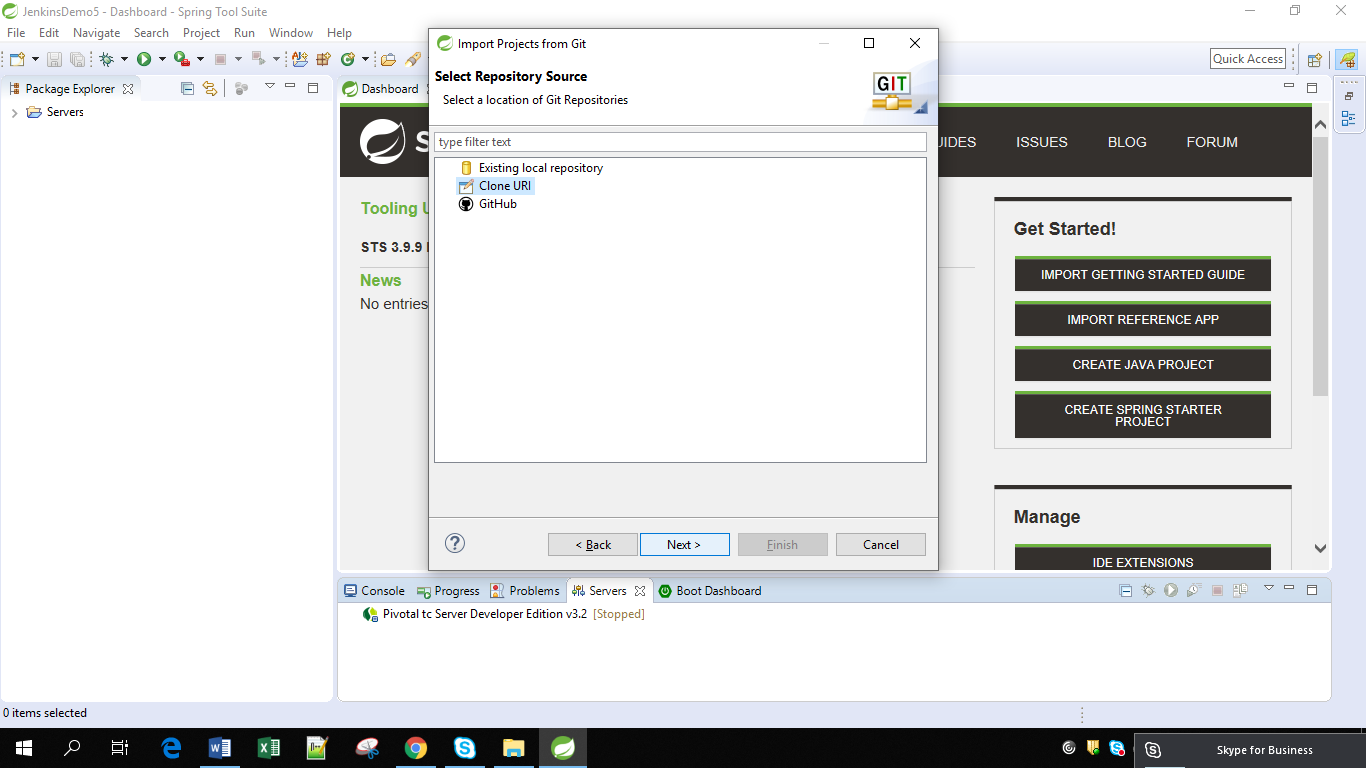 JenkinsDemo5 - Dashboard - Spring Tool Suite
File Edit Navigate Search Project Run Window Help
Quick Access
Package Explorer
Servers
Dashboard
Import Projects from Git
Select Repository Source
Select a location of Git Repositories
GIT
type filter text
Existing local repository
Clone URI
GitHub
< Back Next > Finish Cancel
S
UIDES ISSUES BLOG FORUM
Tooling U
STS 3.9.9
News
No entries
Get Started!
IMPORT GETTING STARTED GUIDE
IMPORT REFERENCE APP
CREATE JAVA PROJECT
CREATE SPRING STARTER
PROJECT
Manage
IDE EXTENSIONS
Console Progress Problems Servers Boot Dashboard
Pivotal tc Server Developer Edition v3.2 [Stopped]
0 items selected
Skype for Business